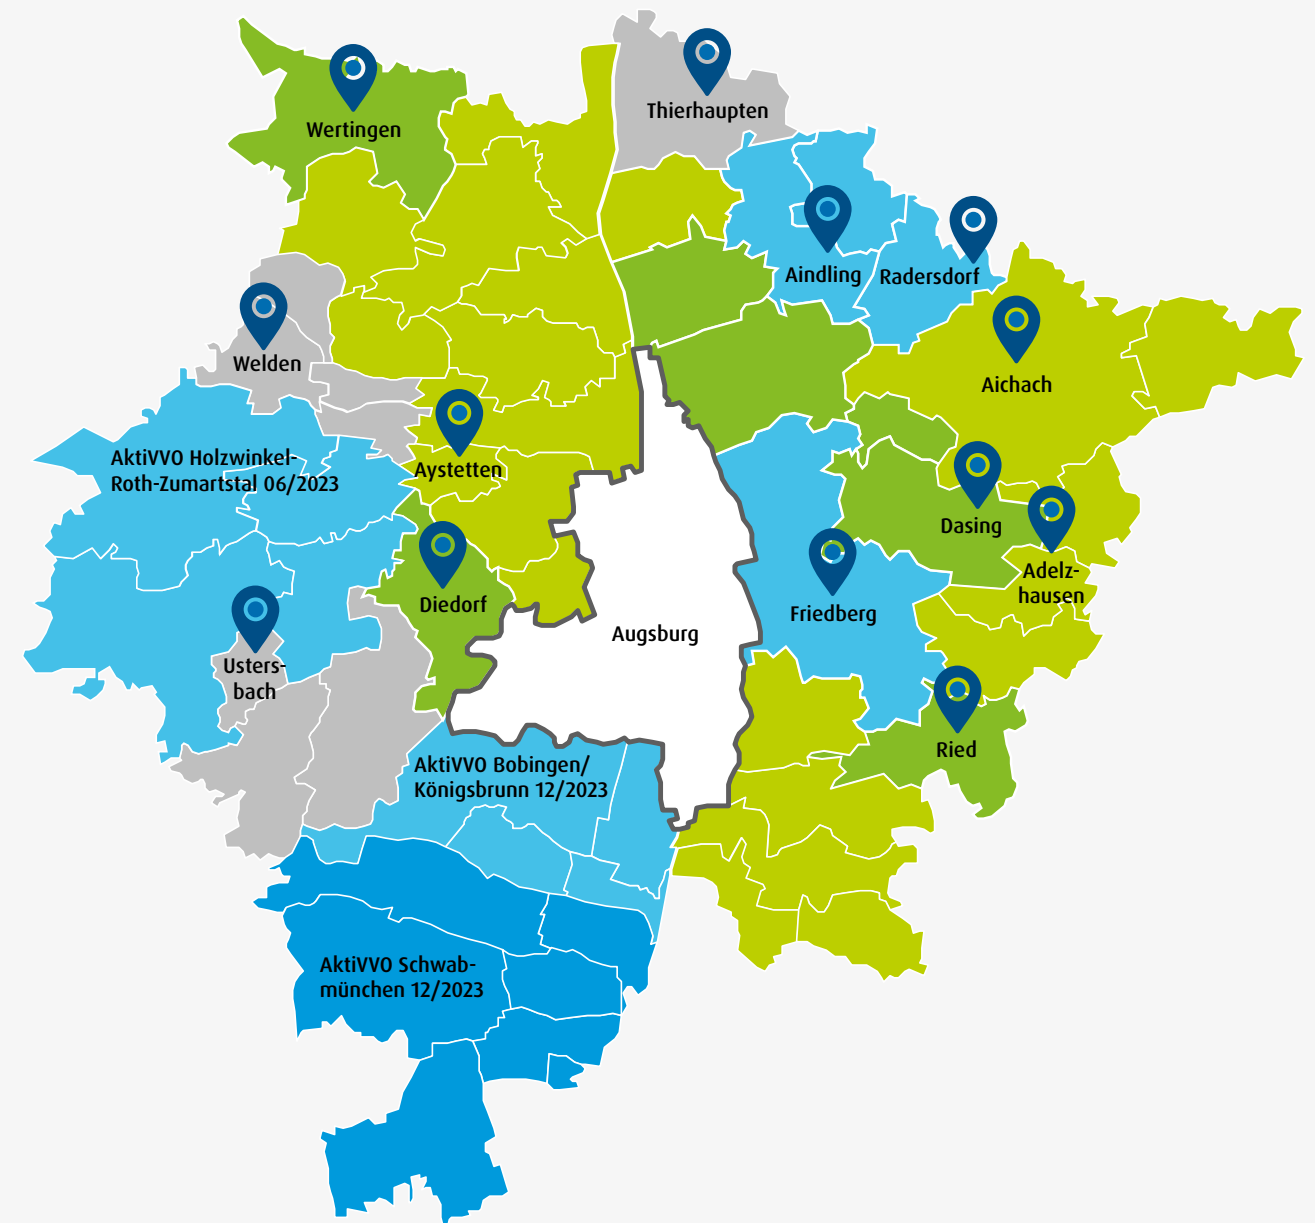 Thierhaupten
Wertingen
Aindling
Radersdorf
Welden
Aichach
AktiVVO Holzwinkel-
Roth-Zumartstal 06/2023
Aystetten
Dasing
Adelz-
hausen
Diedorf
Friedberg
Augsburg
Usters-
bach
Ried
AktiVVO Bobingen/
Königsbrunn 12/2023
AktiVVO Schwab-
münchen 12/2023